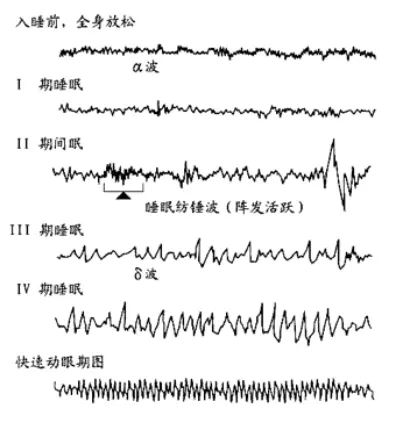 入睡前，全身放松
α波
I 期睡眠
II 期间眠
睡眠纺锤波（阵发活跃）
III 期睡眠
δ波
IV 期睡眠
快速动眼期图